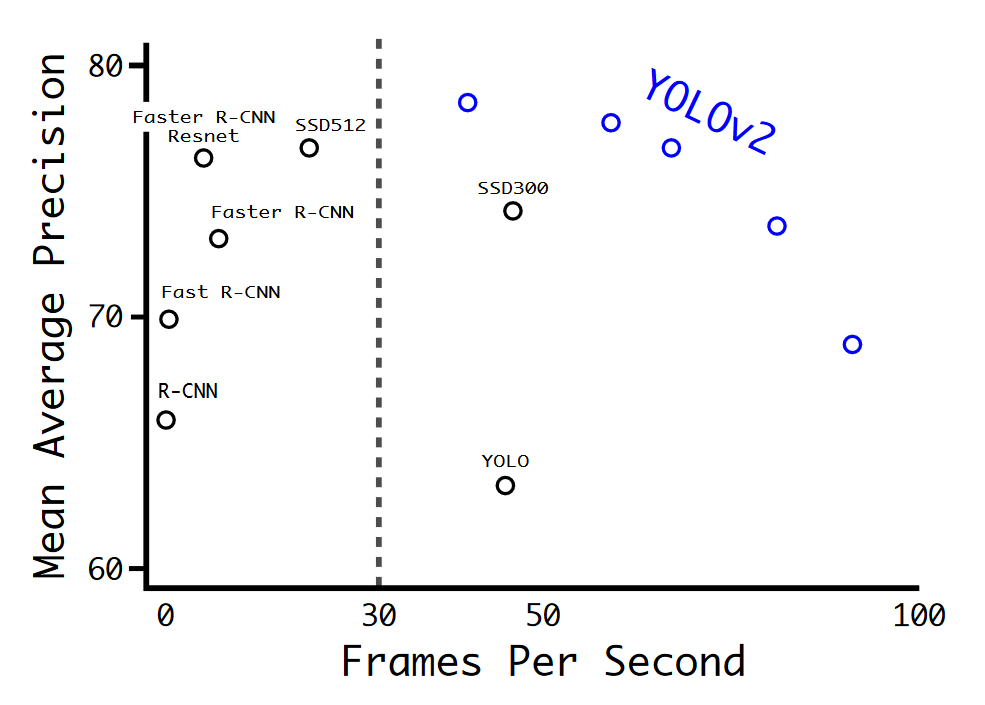 80
Faster R-CNN
Resnet
SSD512
YOLOv2
SSD300
Faster R-CNN
Fast R-CNN
70
R-CNN
YOLO
60
0 30 50 100
Frames Per Second
Mean Average Precision